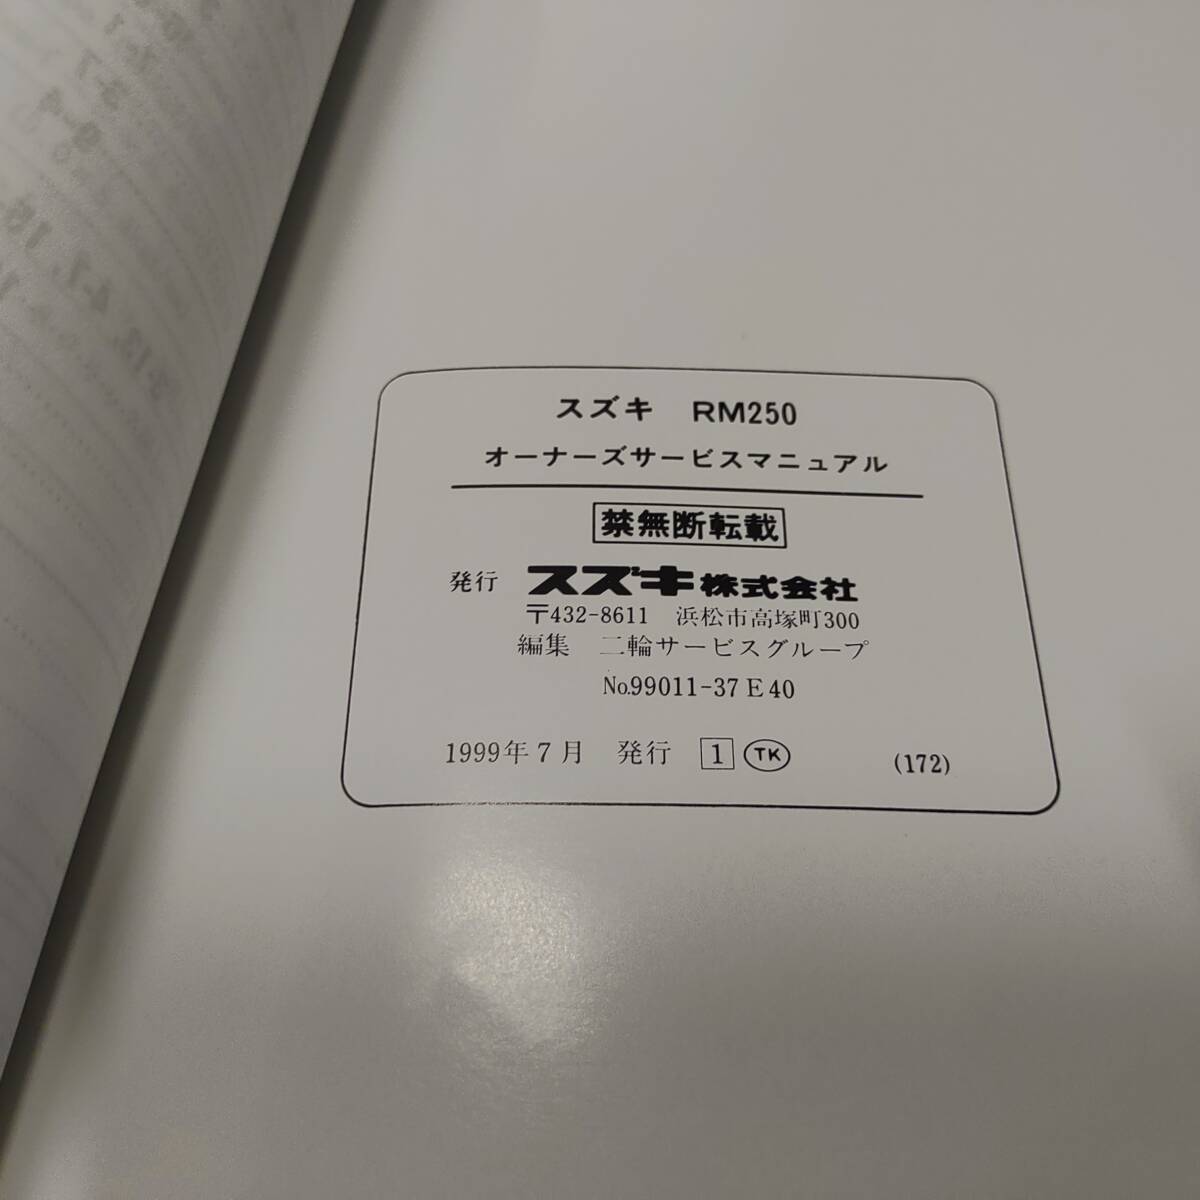 スズキ RM250
オーナーズサービスマニュアル
禁無断転載
発行 スズキ株式会社
〒432-8611 浜松市高塚町300
編集 二輪サービスグループ
No.99011-37E40
1999年7月 発行 1 TK (172)